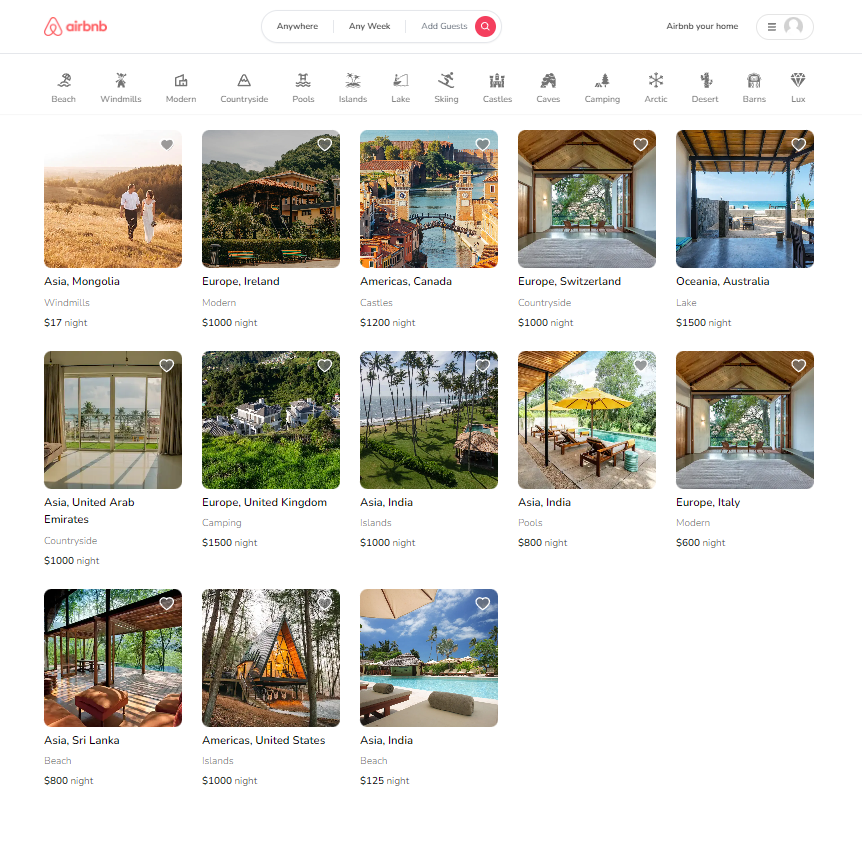 airbnb
Anywhere
Any Week
Add Guests
Airbnb your home
Beach
Windmills
Modern
Countryside
Pools
Islands
Lake
Skiing
Castles
Caves
Camping
Arctic
Desert
Barns
Lux
Asia, Mongolia
Windmills
$17 night
Europe, Ireland
Modern
$1000 night
Americas, Canada
Castles
$1200 night
Europe, Switzerland
Countryside
$1000 night
Oceania, Australia
Lake
$1500 night
Asia, United Arab
Emirates
Countryside
$1000 night
Europe, United Kingdom
Camping
$1500 night
Asia, India
Islands
$1000 night
Asia, India
Pools
$800 night
Europe, Italy
Modern
$600 night
Asia, Sri Lanka
Beach
$800 night
Americas, United States
Islands
$1000 night
Asia, India
Beach
$125 night